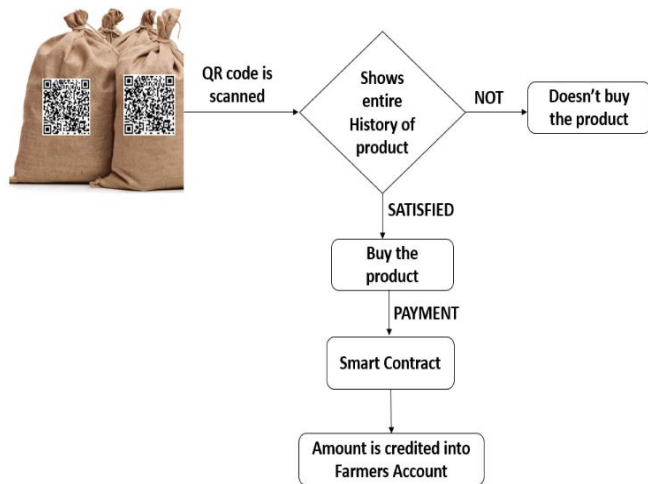 QR code is
scanned
Shows
entire
History of
product
NOT
Doesn't buy
the product
SATISFIED
Buy the
product
PAYMENT
Smart Contract
Amount is credited into
Farmers Account